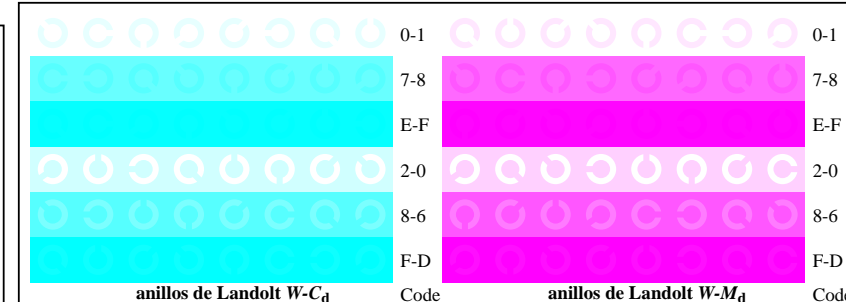 0-1
7-8
E-F
2-0
8-6
F-D
anillos de Landolt W-Cd Code
0-1
7-8
E-F
2-0
8-6
F-D
anillos de Landolt W-Md Cod